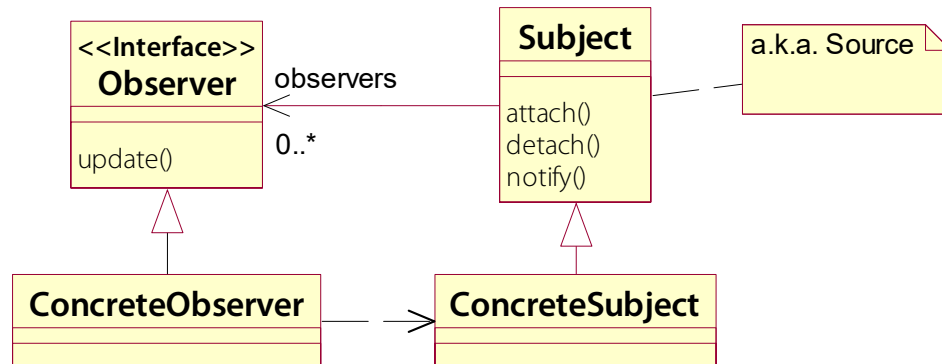 <<Interface>>
Observer
update()
observers
0..*
Subject
attach()
detach()
notify()
a.k.a. Source
ConcreteObserver
ConcreteSubject